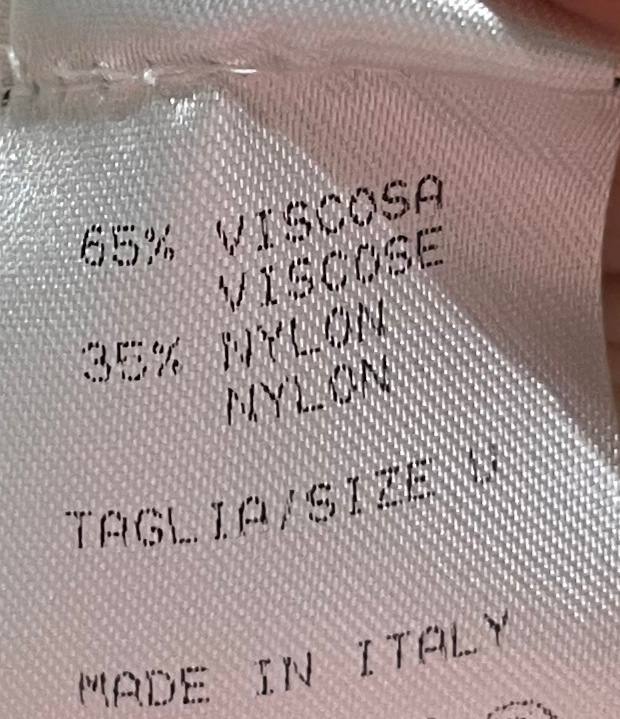 65% VISCOSA
VISCOSE
35% NYLON
NYLON
TAGLIA/SIZE U
MADE IN ITALY